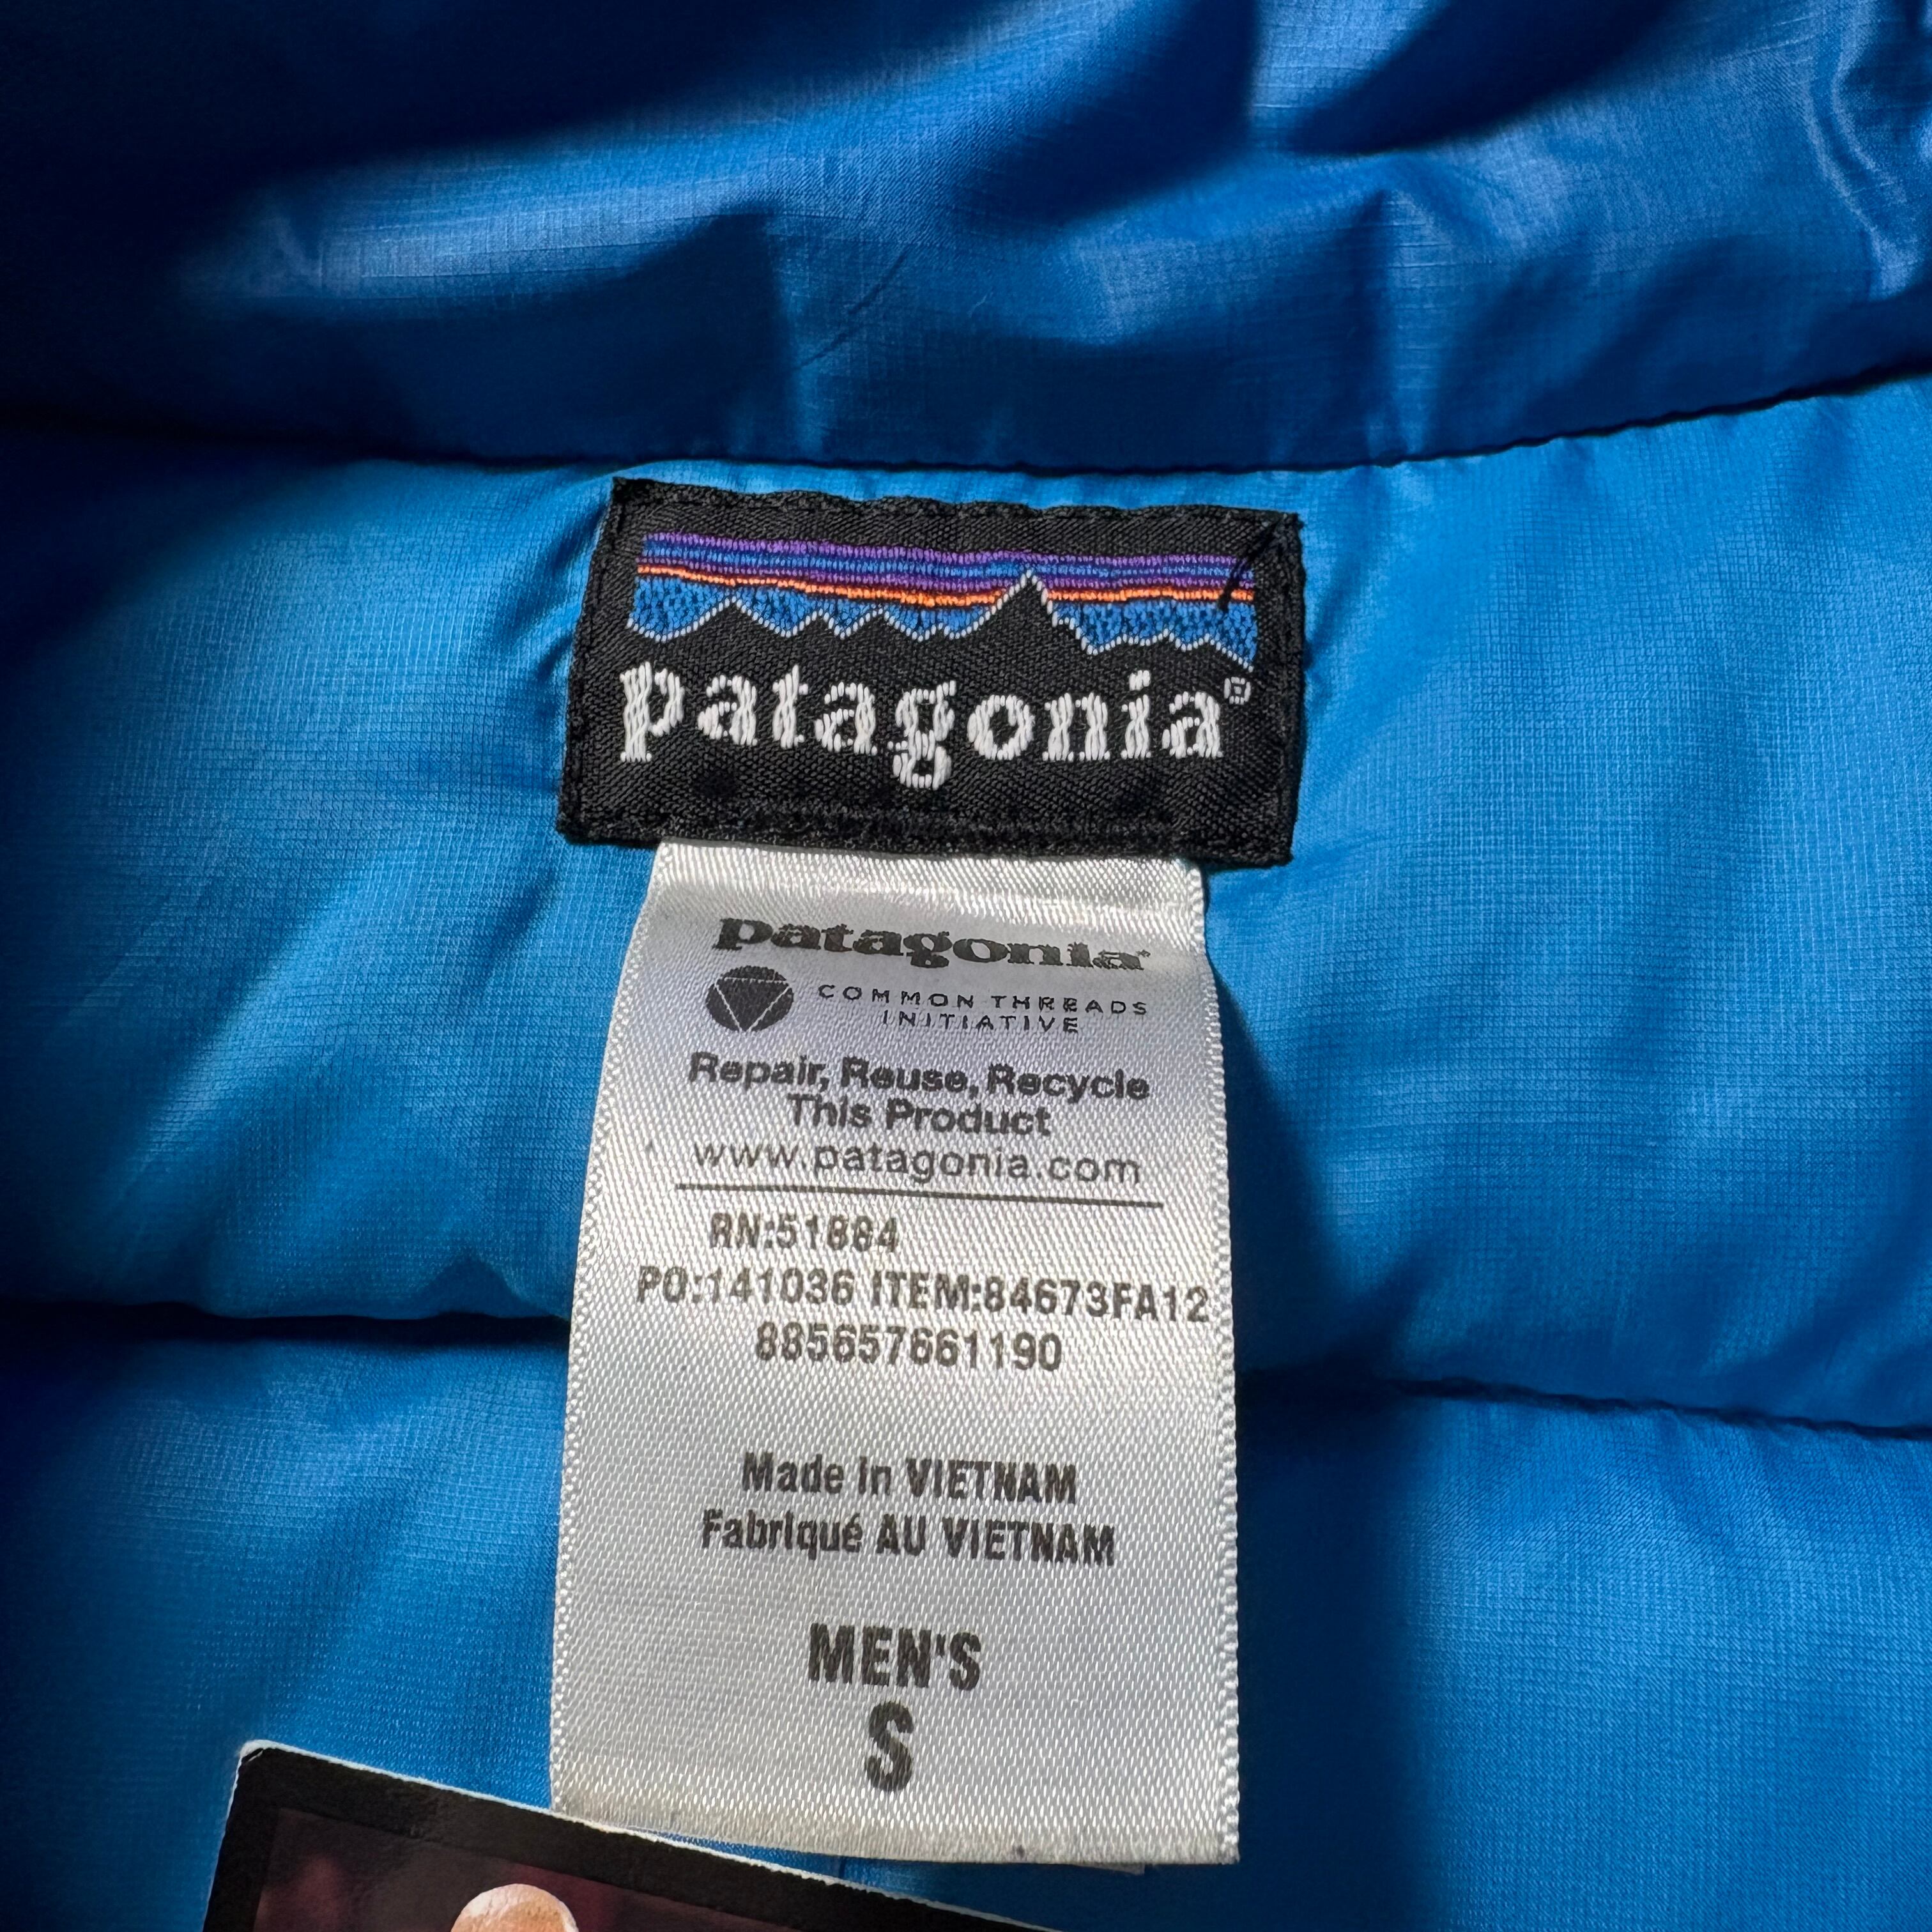 patagonia®
patagonia®
COMMON THREADS
INITIATIVE
Repair, Reuse, Recycle
This Product
www.patagonia.com
RN:51884
PO:141036 ITEM:84673FA12
885657661190
Made in VIETNAM
Fabriqué AU VIETNAM
MEN'S
S